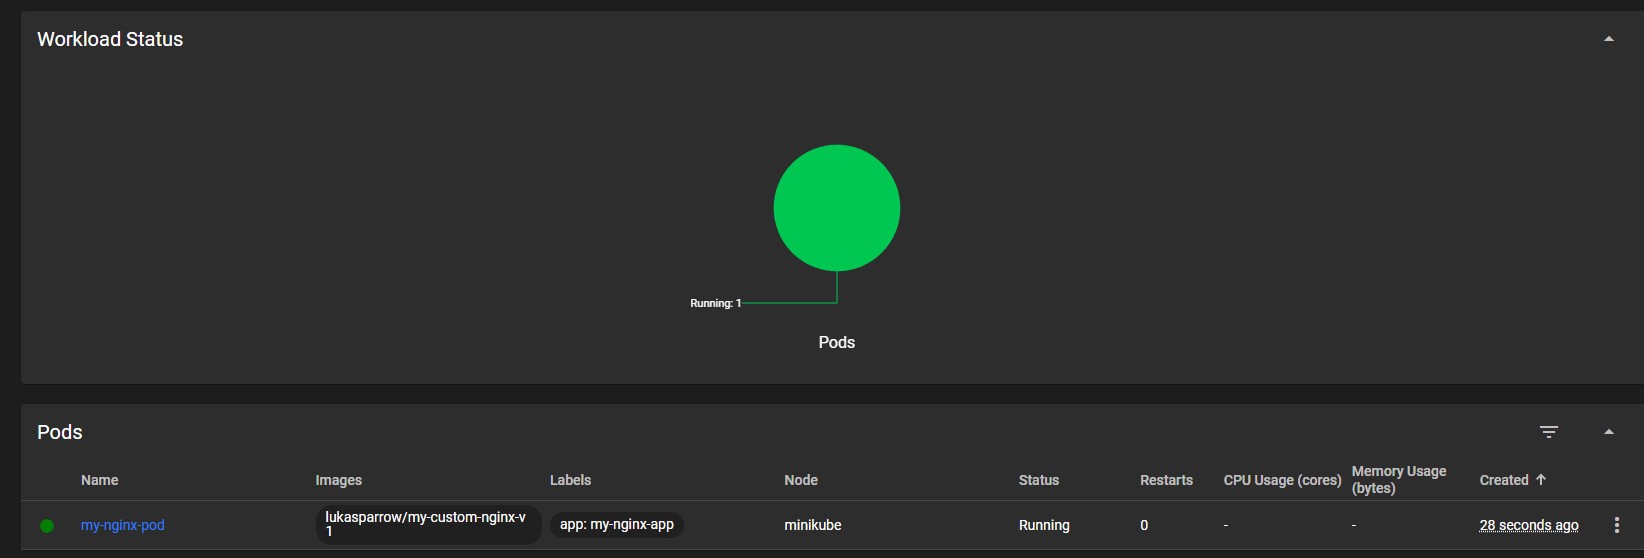 Workload Status
Running: 1
Pods
Pods
Name Images Labels Node Status Restarts CPU Usage (cores) Memory Usage (bytes) Created
my-nginx-pod lukasparrow/my-custom-nginx-v1 app: my-nginx-app minikube Running 0 - - 28 seconds ago